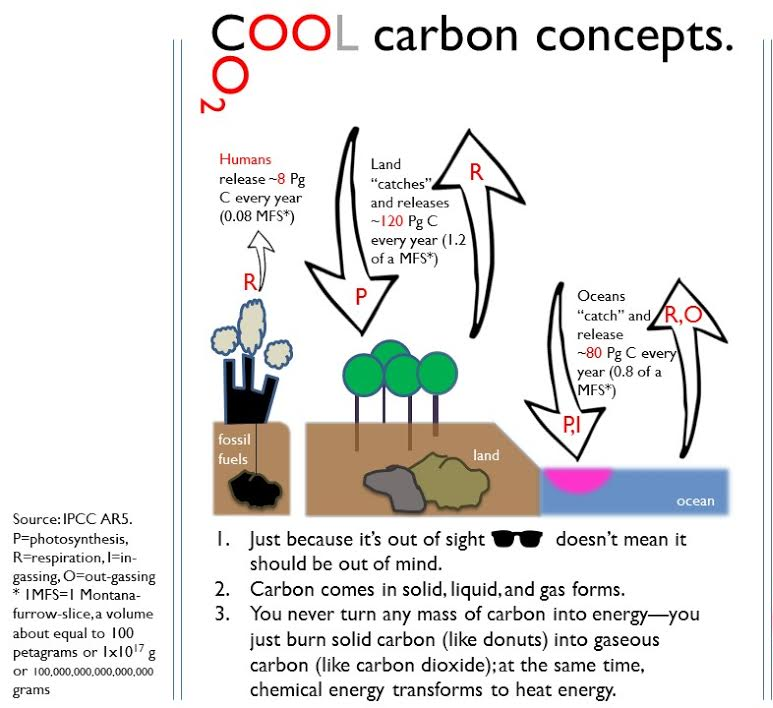 COOL carbon concepts.
O
2
Humans
release ~8 Pg
C every year
(0.08 MFS*)
R
P
Land
“catches”
and releases
~120 Pg C
every year (1.2
of a MFS*)
R
Oceans
“catch” and
release
~80 Pg C every
year (0.8 of a
MFS*)
P,I
R,O
fossil
fuels
land
ocean
Source: IPCC AR5.
P=photosynthesis,
R=respiration, I=in-
gassing, O=out-gassing
* 1MFS=1 Montana-
furrow-slice, a volume
about equal to 100
petagrams or 1x10¹⁷ g
or 100,000,000,000,000,000
grams
1. Just because it’s out of sight doesn’t mean it
should be out of mind.
2. Carbon comes in solid, liquid, and gas forms.
3. You never turn any mass of carbon into energy—you
just burn solid carbon (like donuts) into gaseous
carbon (like carbon dioxide); at the same time,
chemical energy transforms to heat energy.